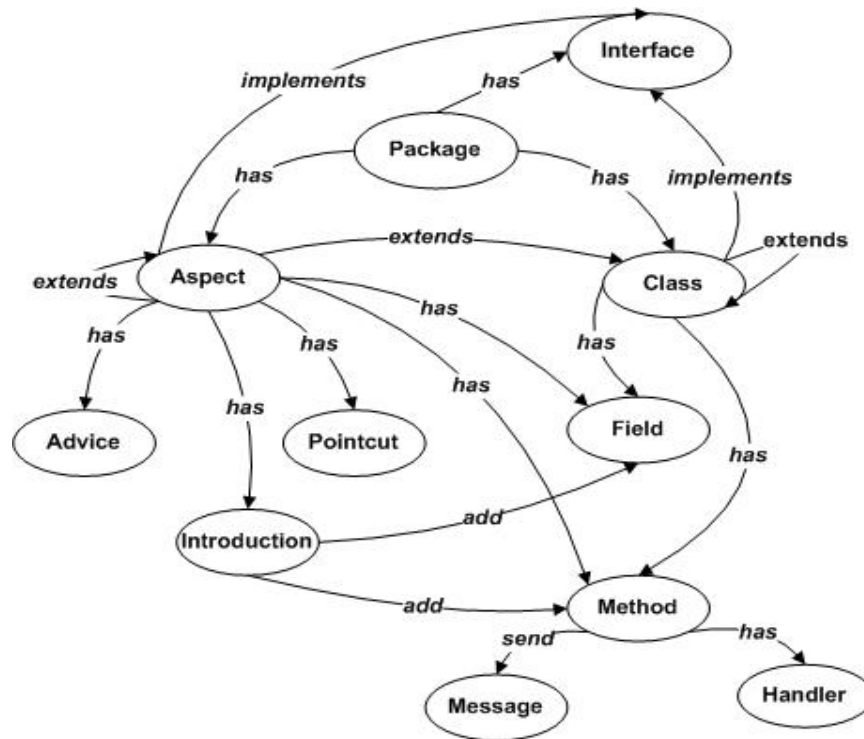 Interface
implements
has
Package
has
has
implements
extends
extends
Aspect
extends
Class
has
has
has
has
has
has
Advice
Pointcut
Field
has
add
Introduction
add
Method
send
has
Message
Handler